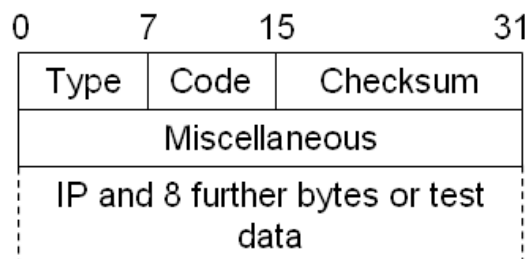 0 7 15 31
Type Code Checksum
Miscellaneous
IP and 8 further bytes or test
data